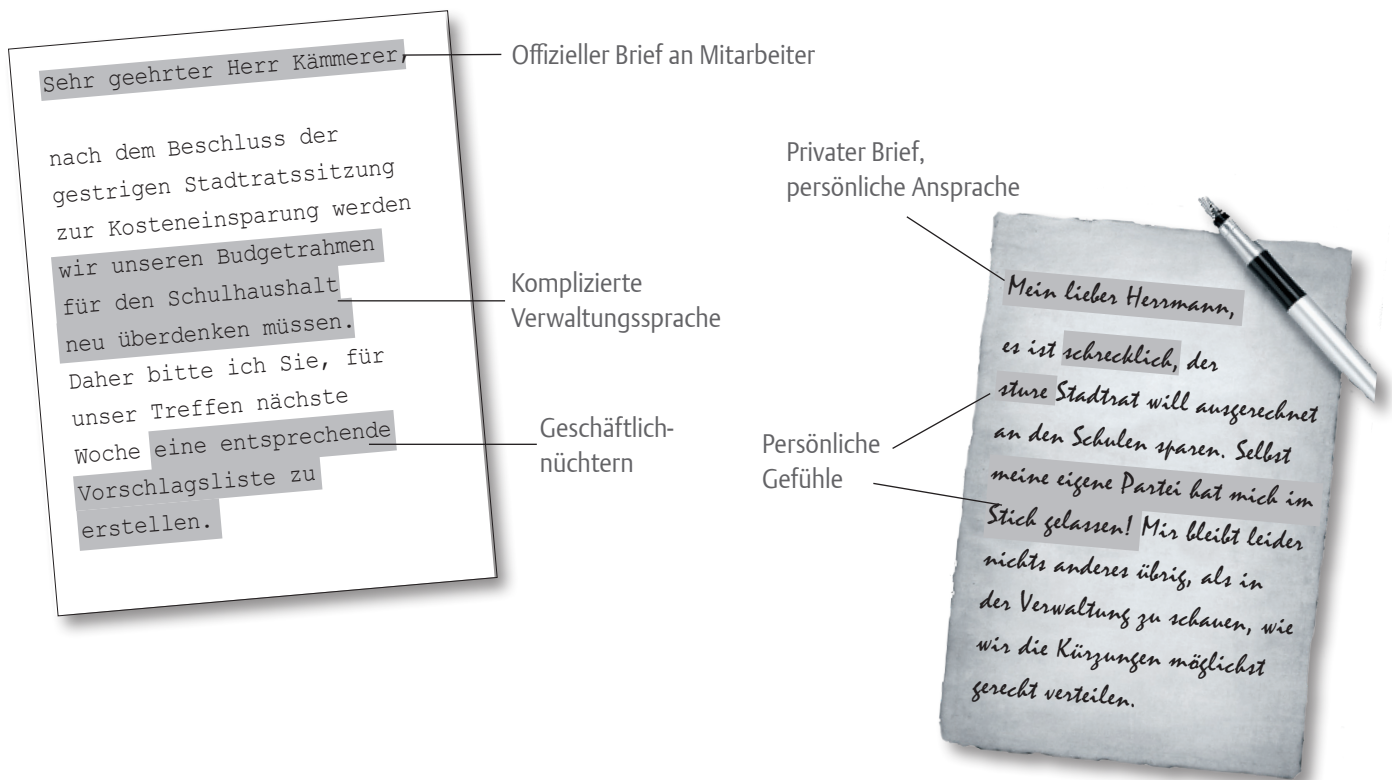 Sehr geehrter Herr Kämmerer,
nach dem Beschluss der
gestrigen Stadtratssitzung
zur Kosteneinsparung werden
wir unseren Budgetrahmen
für den Schulhaushalt
neu überdenken müssen.
Daher bitte ich Sie, für
unser Treffen nächste
Woche eine entsprechende
Vorschlagsliste zu
erstellen.
Offizieller Brief an Mitarbeiter
Komplizierte
Verwaltungssprache
Geschäftlich-
nüchtern
Privater Brief,
persönliche Ansprache
Persönliche
Gefühle
Mein lieber Herrmann,
es ist schrecklich, der
sture Stadtrat will ausgerechnet
an den Schulen sparen. Selbst
meine eigene Partei hat mich im
Stich gelassen! Mir bleibt leider
nichts anderes übrig, als in
der Verwaltung zu schauen, wie
wir die Kürzungen möglichst
gerecht verteilen.